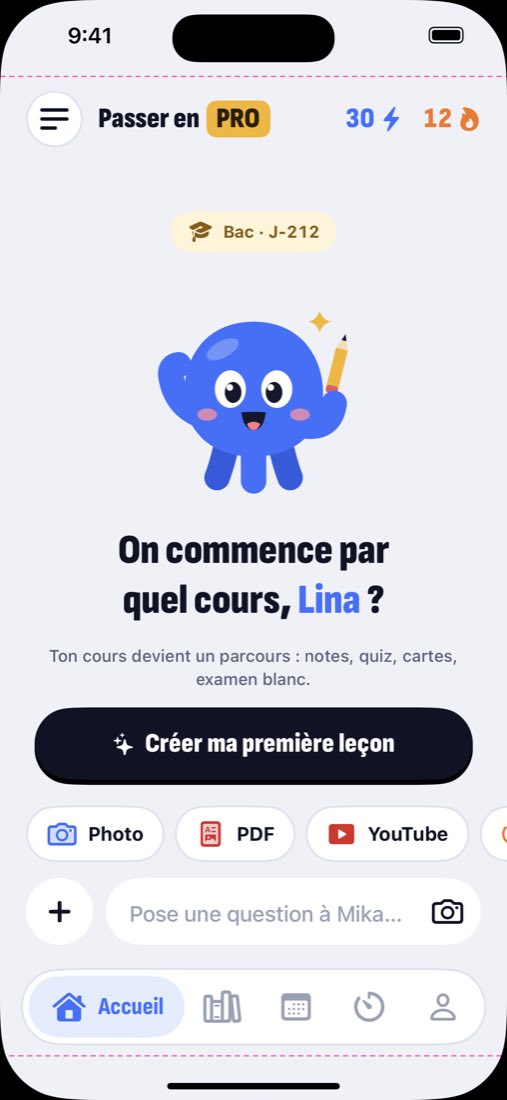 9:41
Passer en PRO
30
12
Bac · J-212
On commence par
quel cours, Lina ?
Ton cours devient un parcours : notes, quiz, cartes,
examen blanc.
Créer ma première leçon
Photo
PDF
YouTube
Pose une question à Mika...
Accueil